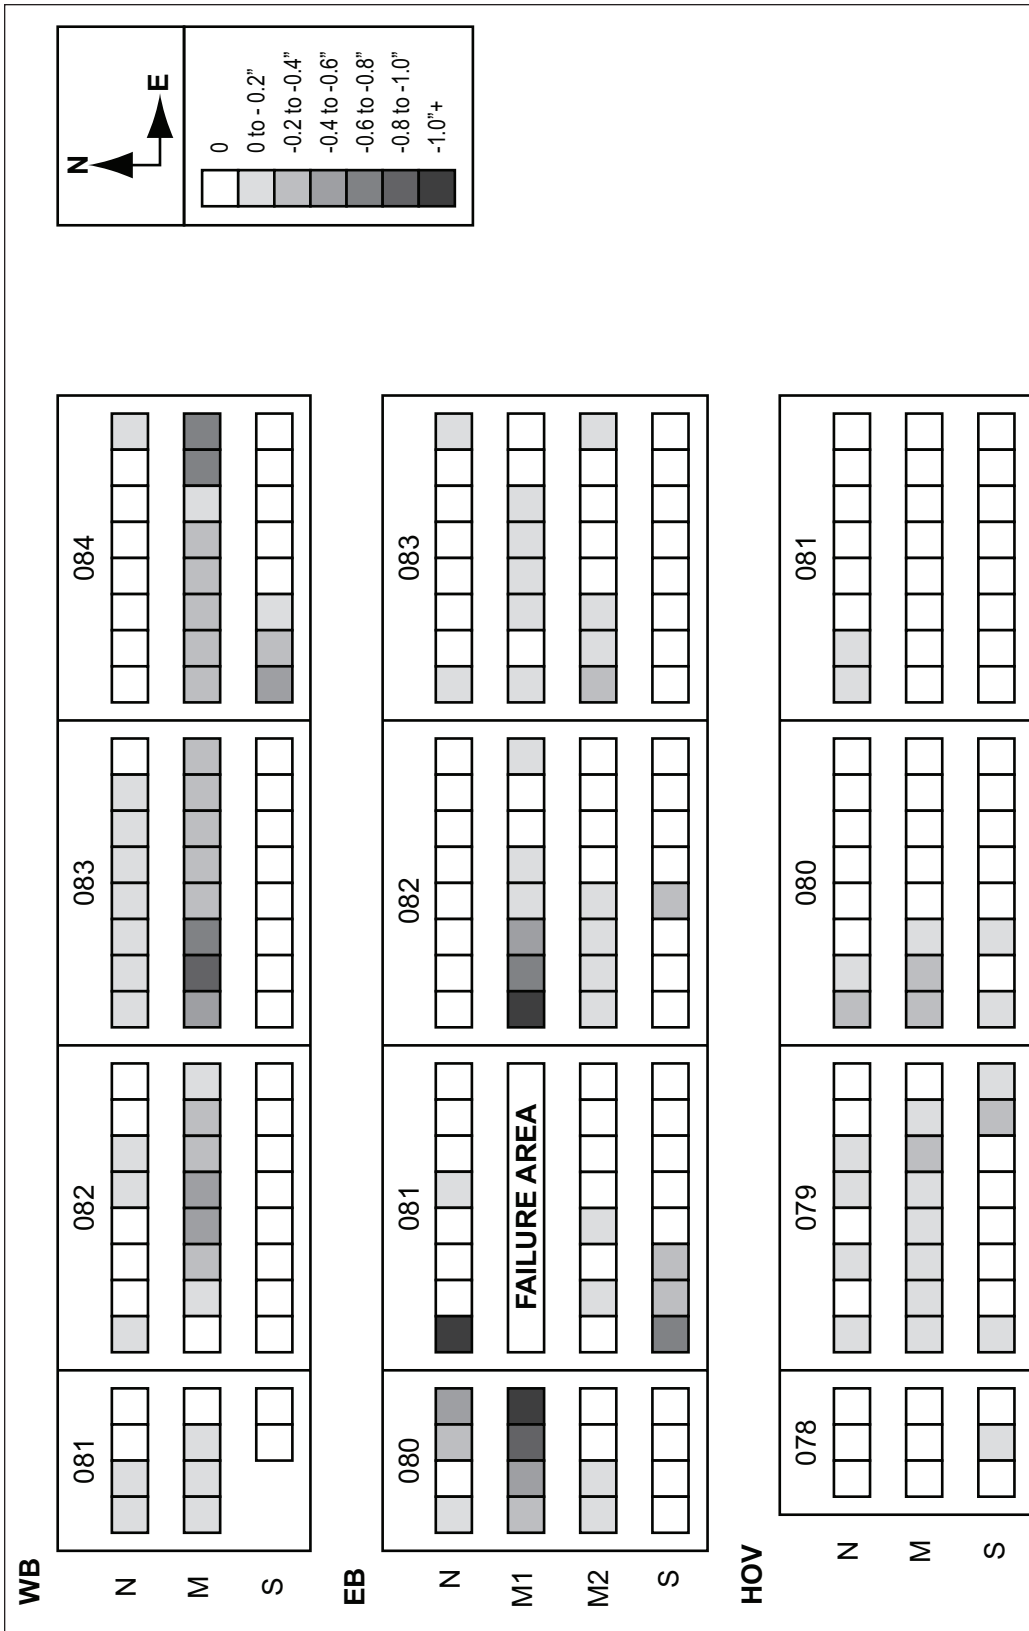 WB
081 082 083 084
N
M
S
EB
080 081 082 083
N
M1
FAILURE AREA
M2
S
HOV
078 079 080 081
N
M
S
N
E
0
0 to - 0.2”
-0.2 to -0.4”
-0.4 to -0.6”
-0.6 to -0.8”
-0.8 to -1.0”
-1.0”+